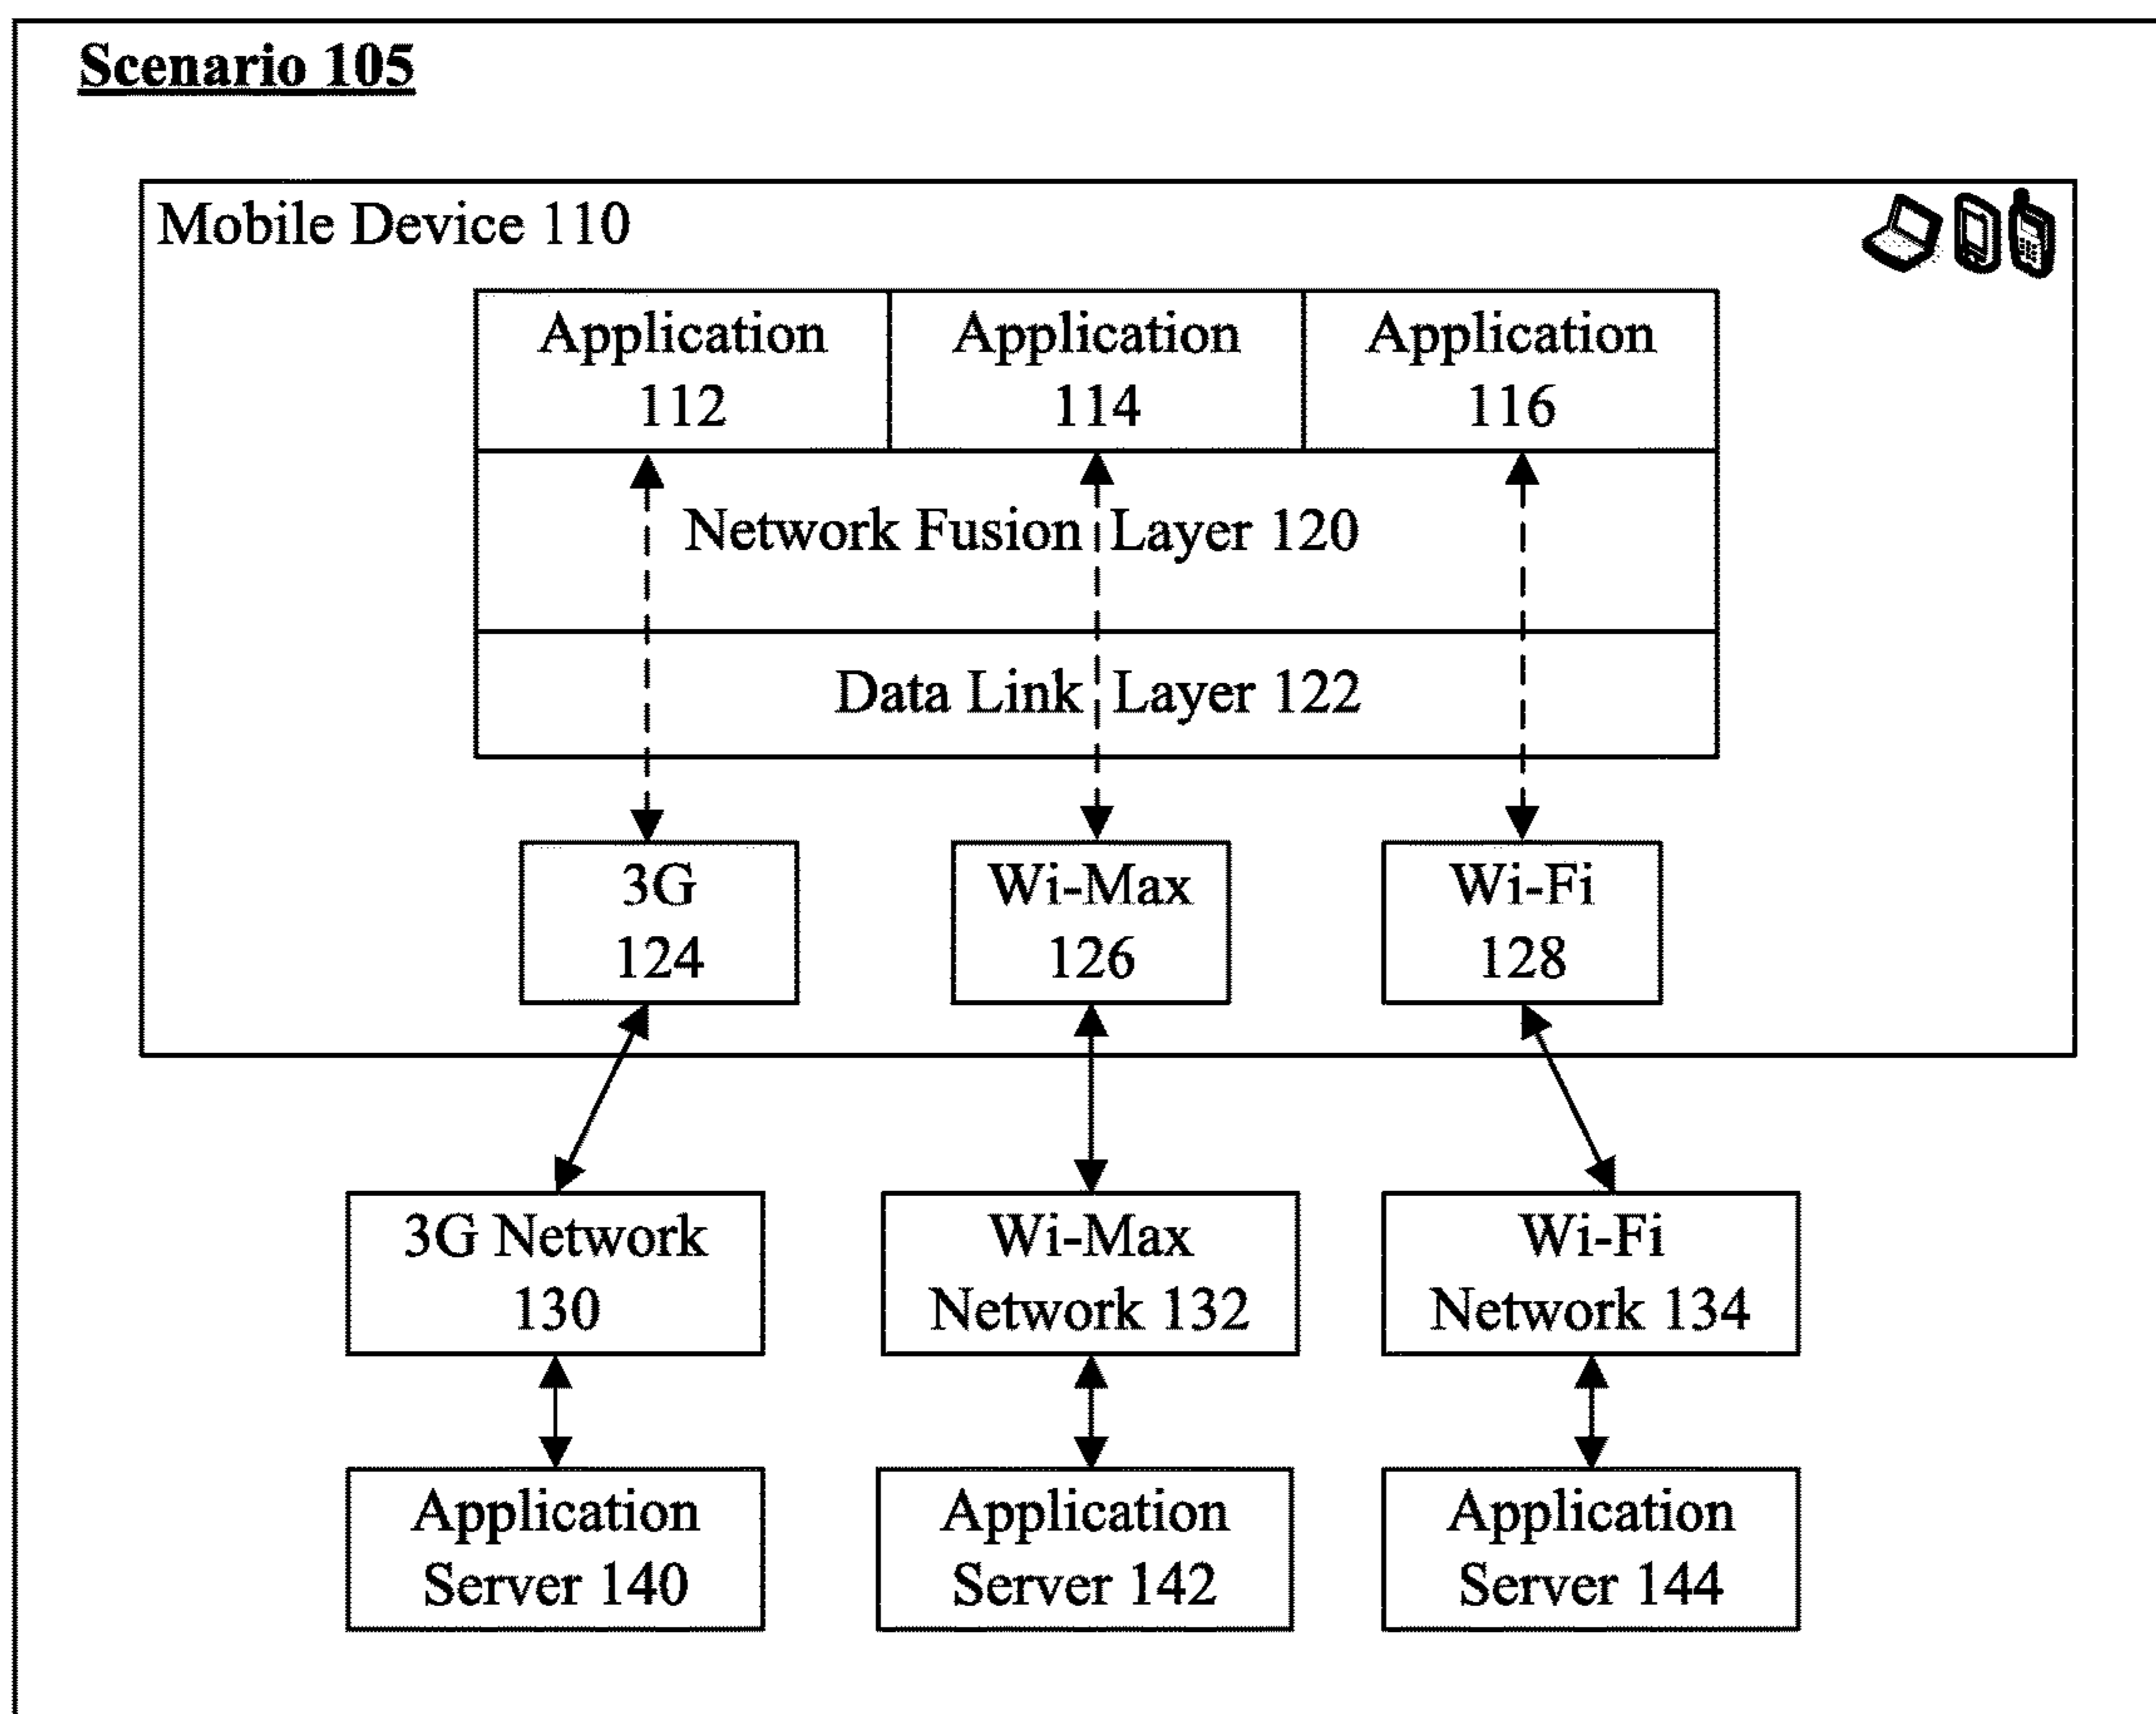 Scenario 105
Mobile Device 110
Application
112
Application
114
Application
116
Network Fusion Layer 120
Data Link Layer 122
3G
124
Wi-Max
126
Wi-Fi
128
3G Network
130
Wi-Max
Network 132
Wi-Fi
Network 134
Application
Server 140
Application
Server 142
Application
Server 144